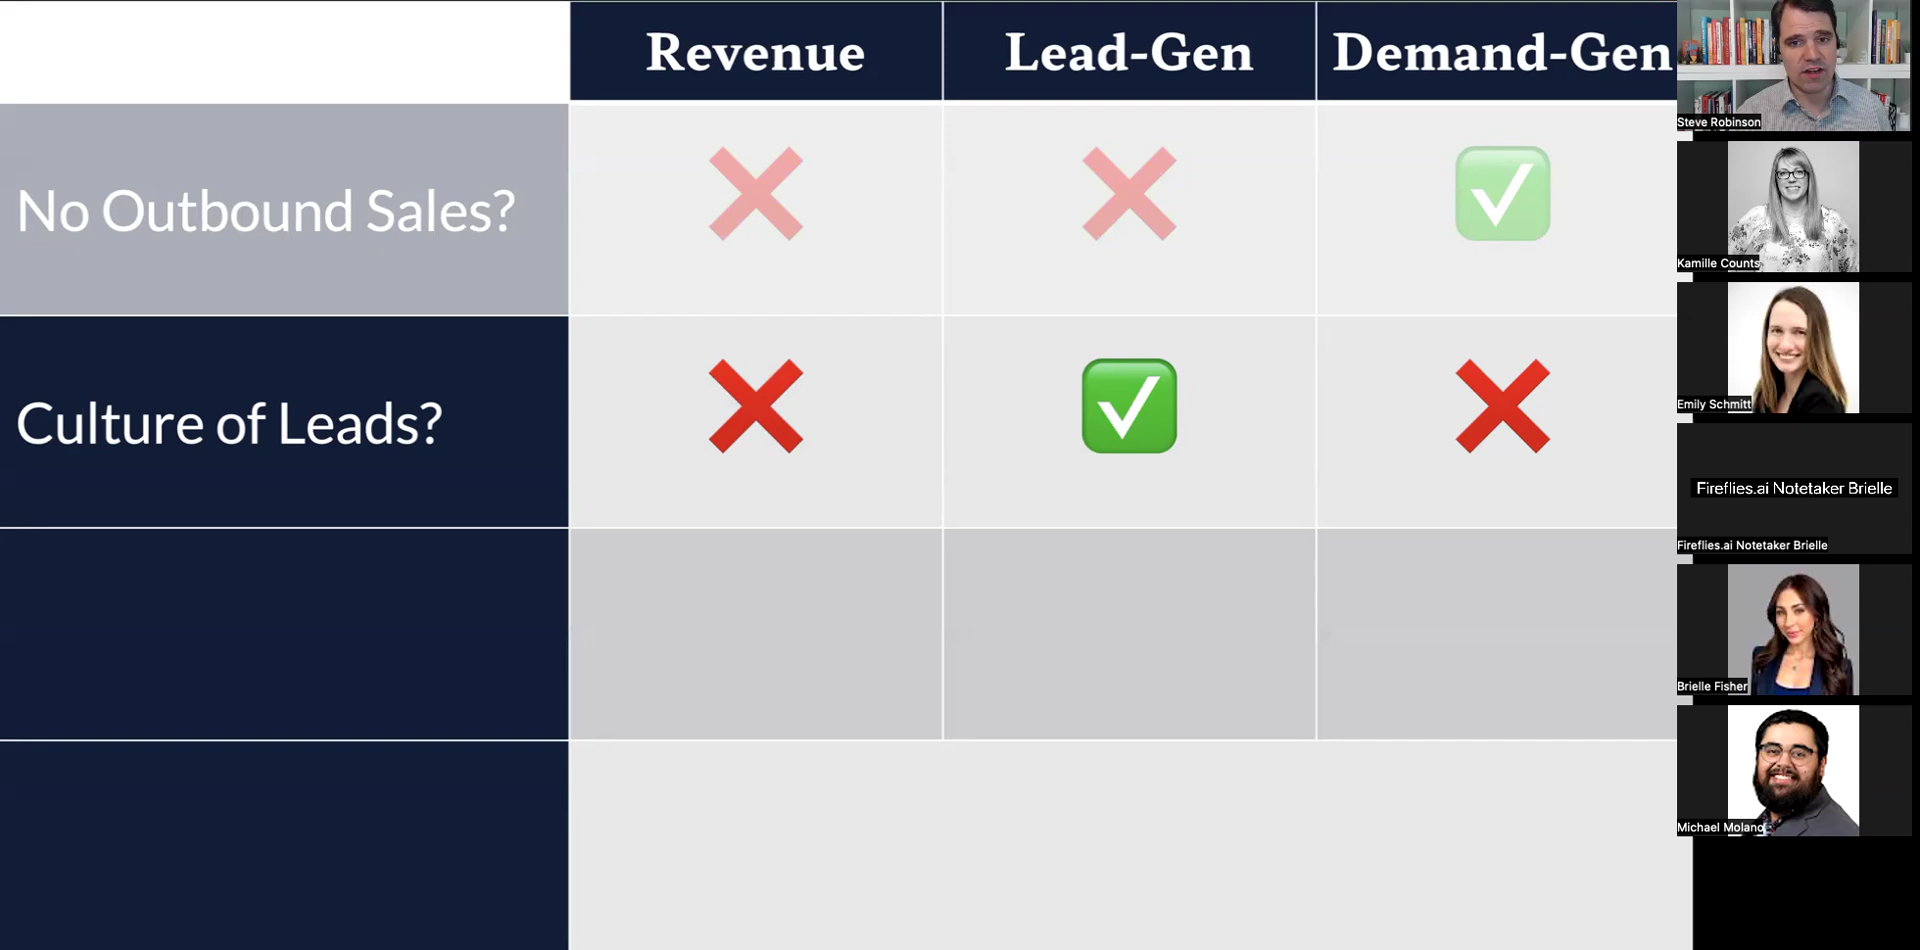 Revenue
Lead-Gen
Demand-Gen
No Outbound Sales?
Culture of Leads?
Steve Robinson
Kamille Counts
Emily Schmitt
Fireflies.ai Notetaker Brielle
Fireflies.ai Notetaker Brielle
Brielle Fisher
Michael Molano